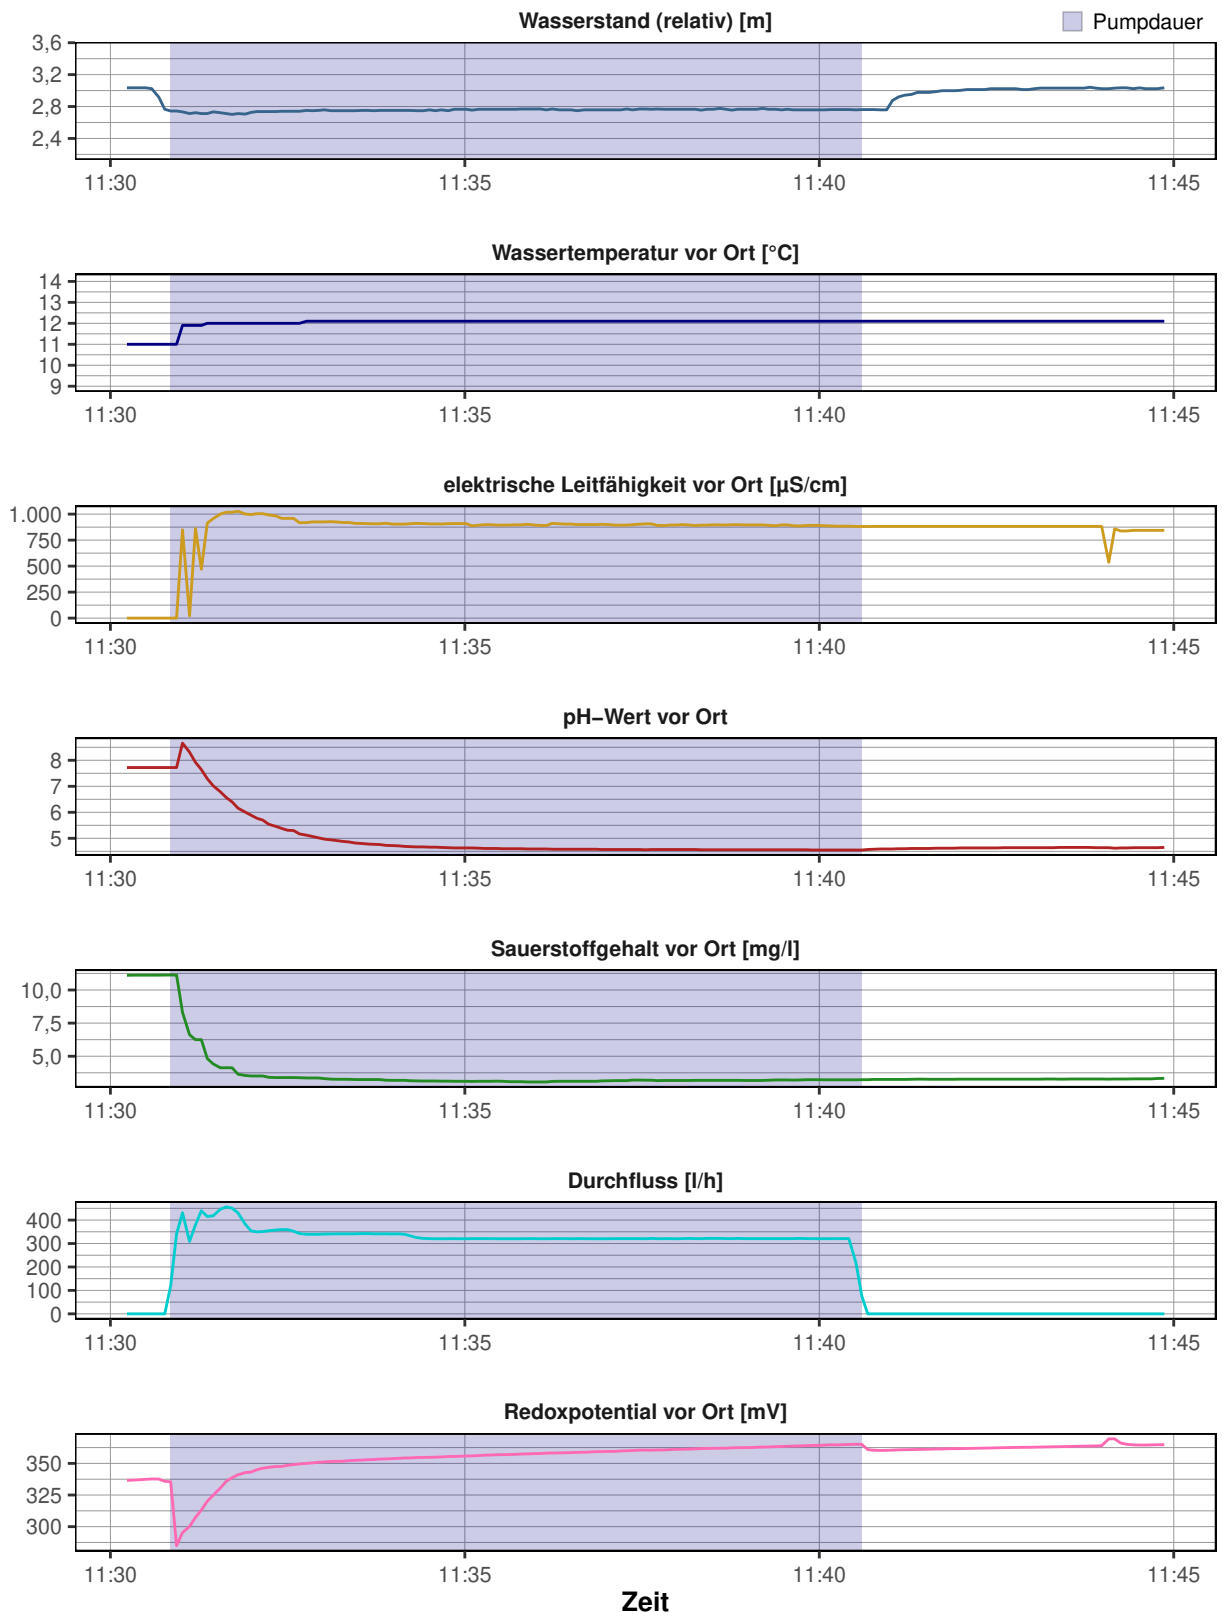 Wasserstand (relativ) [m]
Pumpdauer
3,6
3,2
2,8
2,4
11:30 11:35 11:40 11:45
Wassertemperatur vor Ort [°C]
14
13
12
11
10
9
11:30 11:35 11:40 11:45
elektrische Leitfähigkeit vor Ort [µS/cm]
1.000
750
500
250
0
11:30 11:35 11:40 11:45
pH−Wert vor Ort
8
7
6
5
11:30 11:35 11:40 11:45
Sauerstoffgehalt vor Ort [mg/l]
10,0
7,5
5,0
11:30 11:35 11:40 11:45
Durchfluss [l/h]
400
300
200
100
0
11:30 11:35 11:40 11:45
Redoxpotential vor Ort [mV]
350
325
300
11:30 11:35 11:40 11:45
Zeit